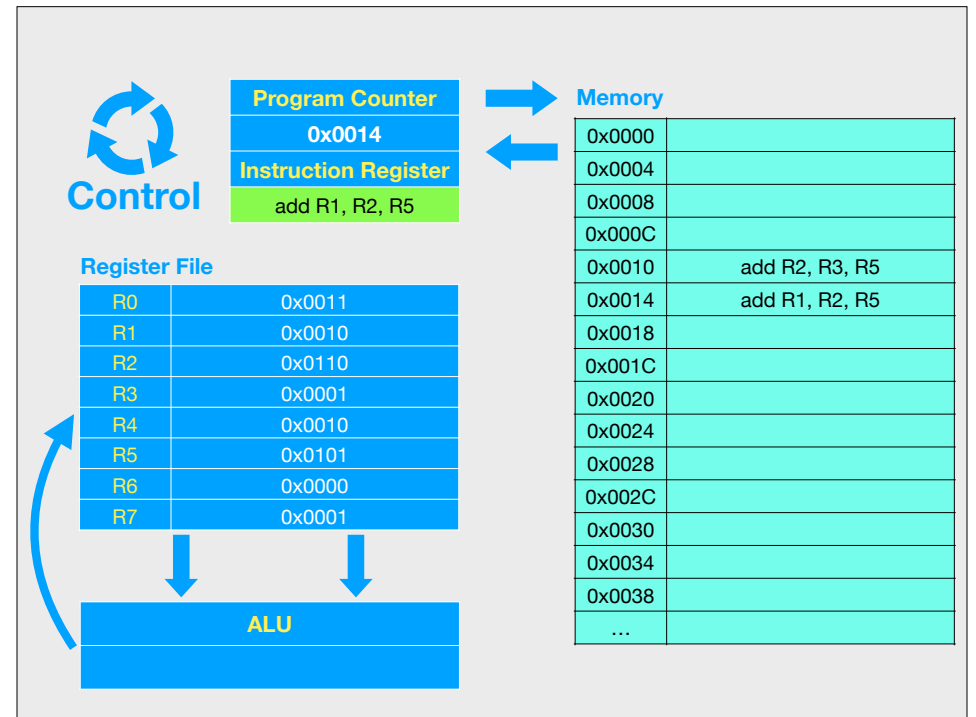 Control
Program Counter
0x0014
Instruction Register
add R1, R2, R5
Register File
R0 0x0011
R1 0x0010
R2 0x0110
R3 0x0001
R4 0x0010
R5 0x0101
R6 0x0000
R7 0x0001
ALU
Memory
0x0000
0x0004
0x0008
0x000C
0x0010 add R2, R3, R5
0x0014 add R1, R2, R5
0x0018
0x001C
0x0020
0x0024
0x0028
0x002C
0x0030
0x0034
0x0038
…